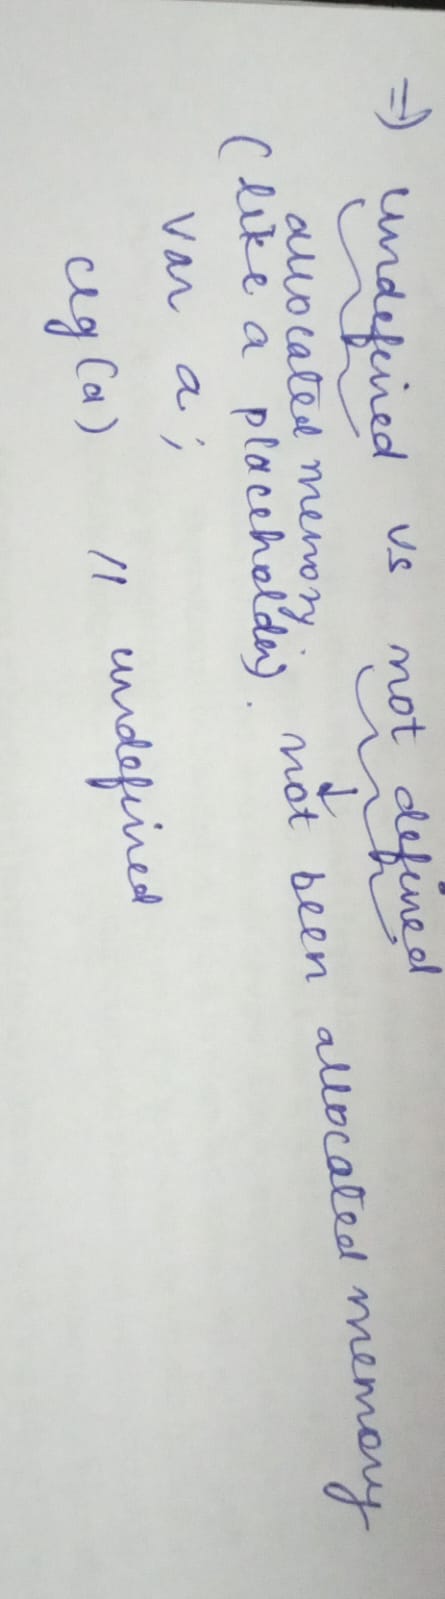 => undefined vs not defined
allocated memory
(like a placeholder).
↓
not been allocated memory
var a;
clg(a) // undefined